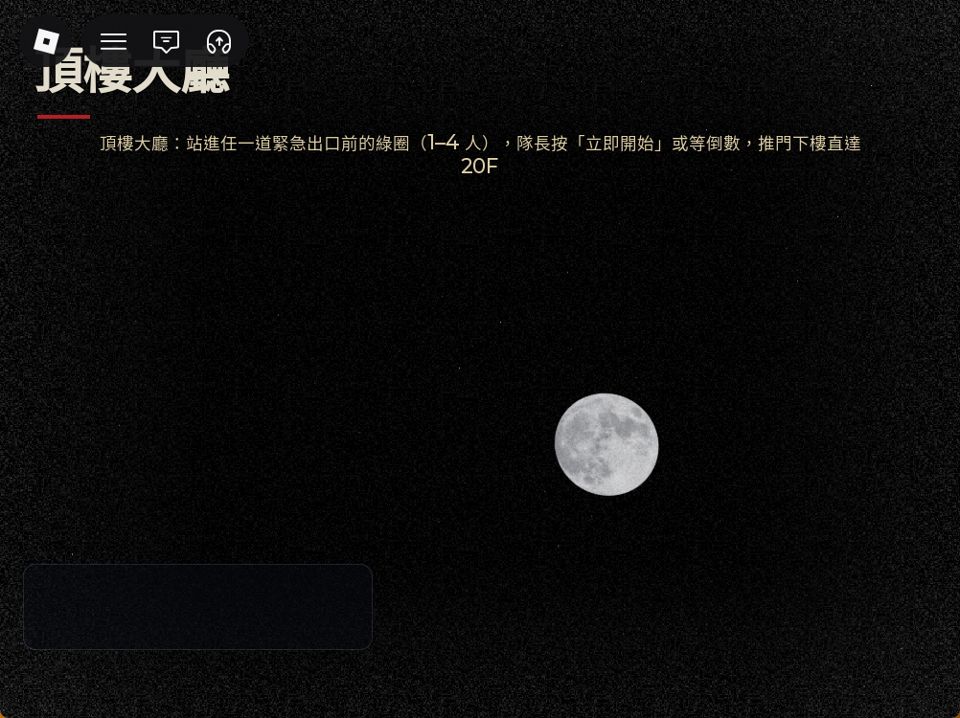 頂樓大廳
頂樓大廳：站進任一道緊急出口前的綠圈（1–4 人），隊長按「立即開始」或等倒數，推門下樓直達
20F